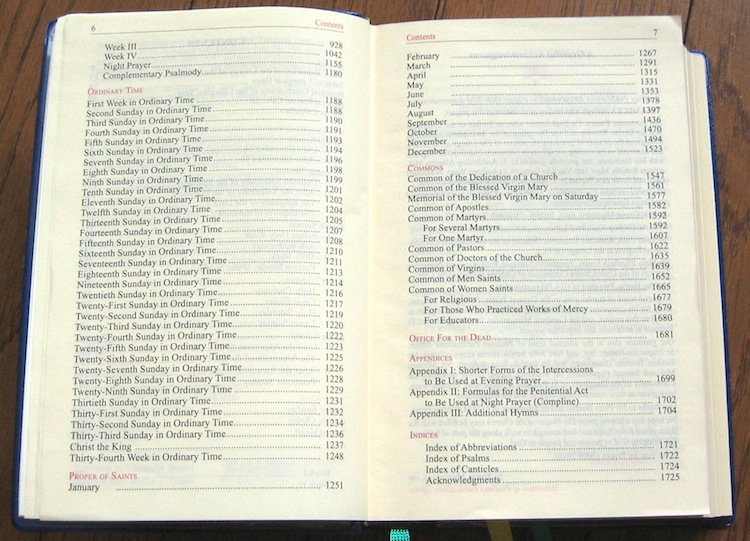 6 Contents
Week III 928
Week IV 1042
Night Prayer 1155
Complementary Psalmody 1180
ORDINARY TIME
First Week in Ordinary Time 1188
Second Sunday in Ordinary Time 1188
Third Sunday in Ordinary Time 1190
Fourth Sunday in Ordinary Time 1191
Fifth Sunday in Ordinary Time 1193
Sixth Sunday in Ordinary Time 1194
Seventh Sunday in Ordinary Time 1196
Eighth Sunday in Ordinary Time 1198
Ninth Sunday in Ordinary Time 1199
Tenth Sunday in Ordinary Time 1201
Eleventh Sunday in Ordinary Time 1202
Twelfth Sunday in Ordinary Time 1204
Thirteenth Sunday in Ordinary Time 1205
Fourteenth Sunday in Ordinary Time 1207
Fifteenth Sunday in Ordinary Time 1208
Sixteenth Sunday in Ordinary Time 1210
Seventeenth Sunday in Ordinary Time 1211
Eighteenth Sunday in Ordinary Time 1213
Nineteenth Sunday in Ordinary Time 1214
Twentieth Sunday in Ordinary Time 1216
Twenty-First Sunday in Ordinary Time 1217
Twenty-Second Sunday in Ordinary Time 1219
Twenty-Third Sunday in Ordinary Time 1220
Twenty-Fourth Sunday in Ordinary Time 1222
Twenty-Fifth Sunday in Ordinary Time 1223
Twenty-Sixth Sunday in Ordinary Time 1225
Twenty-Seventh Sunday in Ordinary Time 1226
Twenty-Eighth Sunday in Ordinary Time 1228
Twenty-Ninth Sunday in Ordinary Time 1229
Thirtieth Sunday in Ordinary Time 1231
Thirty-First Sunday in Ordinary Time 1232
Thirty-Second Sunday in Ordinary Time 1234
Thirty-Third Sunday in Ordinary Time 1236
Christ the King 1237
Thirty-Fourth Week in Ordinary Time 1248
PROPER OF SAINTS
January 1251
Contents 7
February 1267
March 1291
April 1315
May 1331
June 1353
July 1378
August 1397
September 1436
October 1470
November 1494
December 1523
COMMONS
Common of the Dedication of a Church 1547
Common of the Blessed Virgin Mary 1561
Memorial of the Blessed Virgin Mary on Saturday 1577
Common of Apostles 1582
Common of Martyrs 1592
For Several Martyrs 1592
For One Martyr 1607
Common of Pastors 1622
Common of Doctors of the Church 1635
Common of Virgins 1639
Common of Men Saints 1652
Common of Women Saints 1665
For Religious 1677
For Those Who Practiced Works of Mercy 1679
For Educators 1680
OFFICE FOR THE DEAD 1681
APPENDICES
Appendix I: Shorter Forms of the Intercessions
to Be Used at Evening Prayer 1699
Appendix II: Formulas for the Penitential Act
to Be Used at Night Prayer (Compline) 1702
Appendix III: Additional Hymns 1704
INDICES
Index of Abbreviations 1721
Index of Psalms 1722
Index of Canticles 1724
Acknowledgments 1725